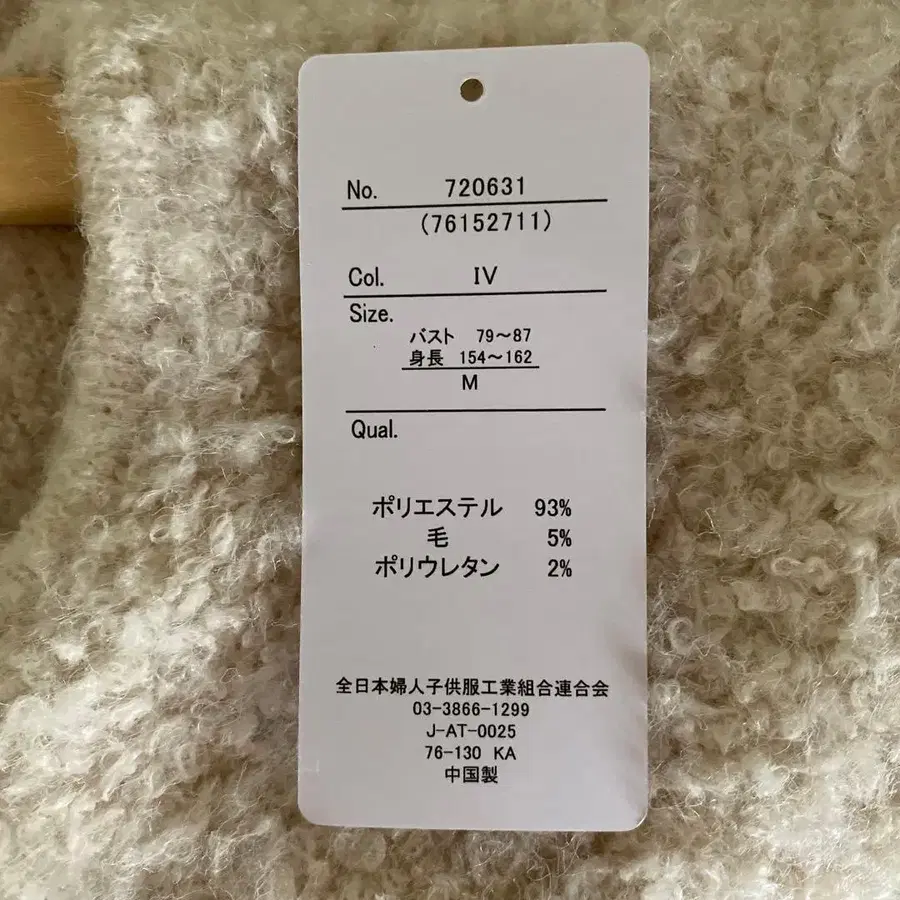 No. 720631
(76152711)
Col. IV
Size.
バスト 79～87
身長 154～162
M
Qual.
ポリエステル 93%
毛 5%
ポリウレタン 2%
全日本婦人子供服工業組合連合会
03-3866-1299
J-AT-0025
76-130 KA
中国製